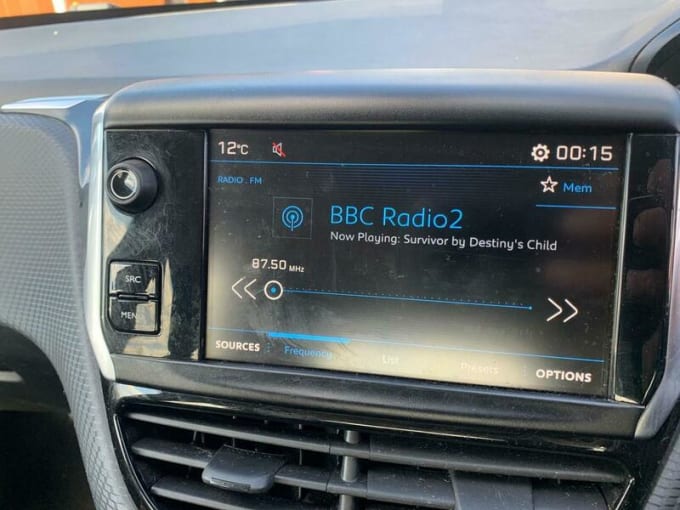 12°C 00:15
RADIO . FM
Mem
BBC Radio2
Now Playing: Survivor by Destiny's Child
87.50 MHz
SRC
MENU
SOURCES Frequency List Presets OPTIONS